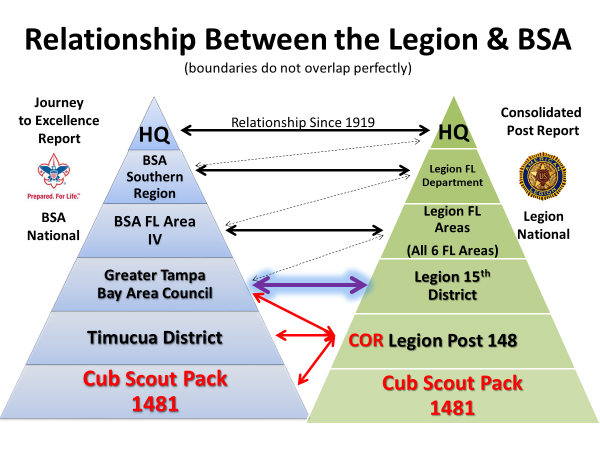 Relationship Between the Legion & BSA
(boundaries do not overlap perfectly)
Journey
to Excellence
Report
Prepared. For Life.™
BSA
National
HQ
BSA
Southern
Region
BSA FL Area
IV
Greater Tampa
Bay Area Council
Timucua District
Cub Scout Pack
1481
Relationship Since 1919
HQ
Legion FL
Department
Legion FL
Areas
(All 6 FL Areas)
Legion 15th
District
COR Legion Post 148
Cub Scout Pack
1481
Consolidated
Post Report
AMERICAN
LEGION
Legion
National